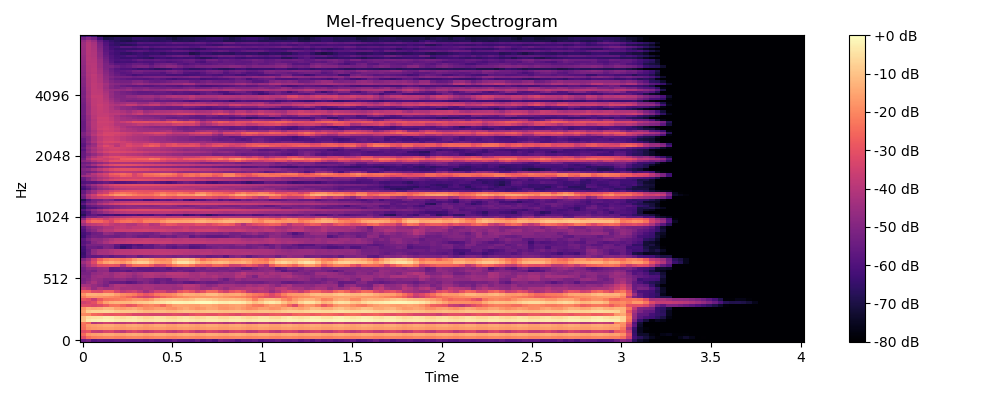 Mel-frequency Spectrogram
Hz
4096
2048
1024
512
0
0
0.5
1
1.5
2
2.5
3
3.5
4
Time
+0 dB
-10 dB
-20 dB
-30 dB
-40 dB
-50 dB
-60 dB
-70 dB
-80 dB